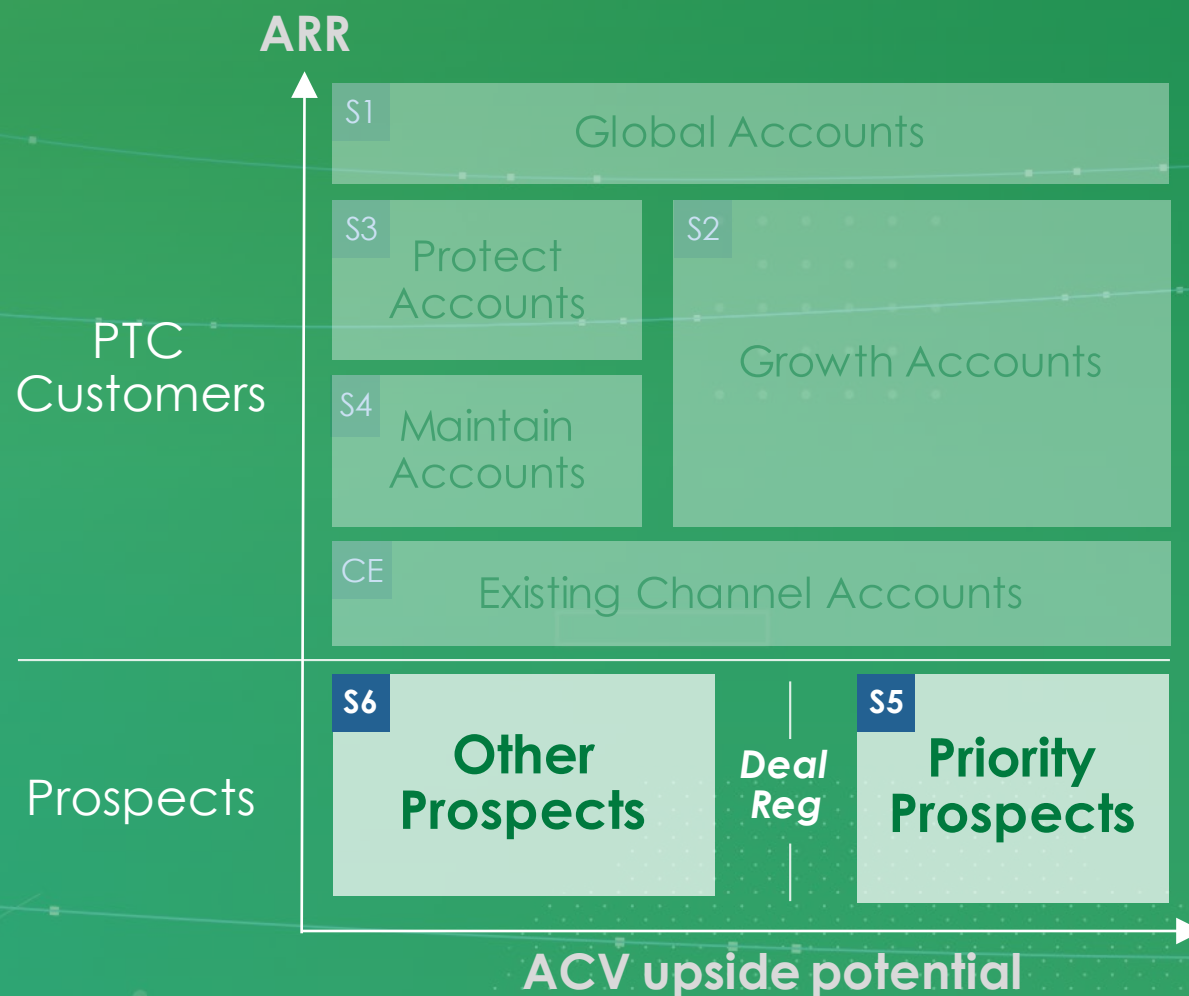 ARR
S1
Global Accounts
S3
Protect
Accounts
S2
Growth Accounts
PTC
Customers
S4
Maintain
Accounts
CE
Existing Channel Accounts
Prospects
S6
Other
Prospects
Deal
Reg
S5
Priority
Prospects
ACV upside potential